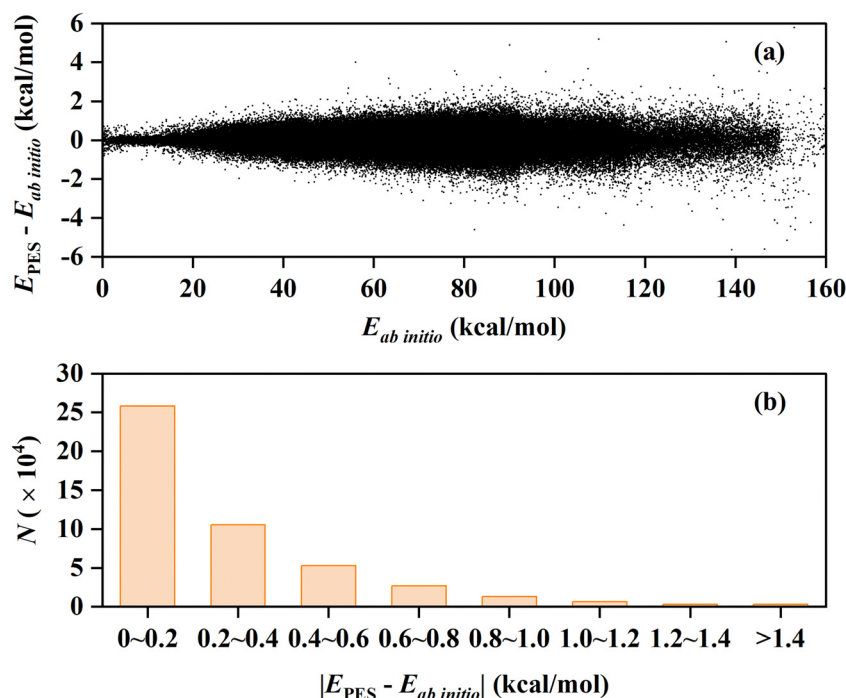 (a)
E_PES - E_ab initio (kcal/mol)
6
4
2
0
-2
-4
-6
0 20 40 60 80 100 120 140 160
E_ab initio (kcal/mol)
(b)
N ( × 10^4)
30
25
20
15
10
5
0
0~0.2 0.2~0.4 0.4~0.6 0.6~0.8 0.8~1.0 1.0~1.2 1.2~1.4 >1.4
|E_PES - E_ab initio| (kcal/mol)